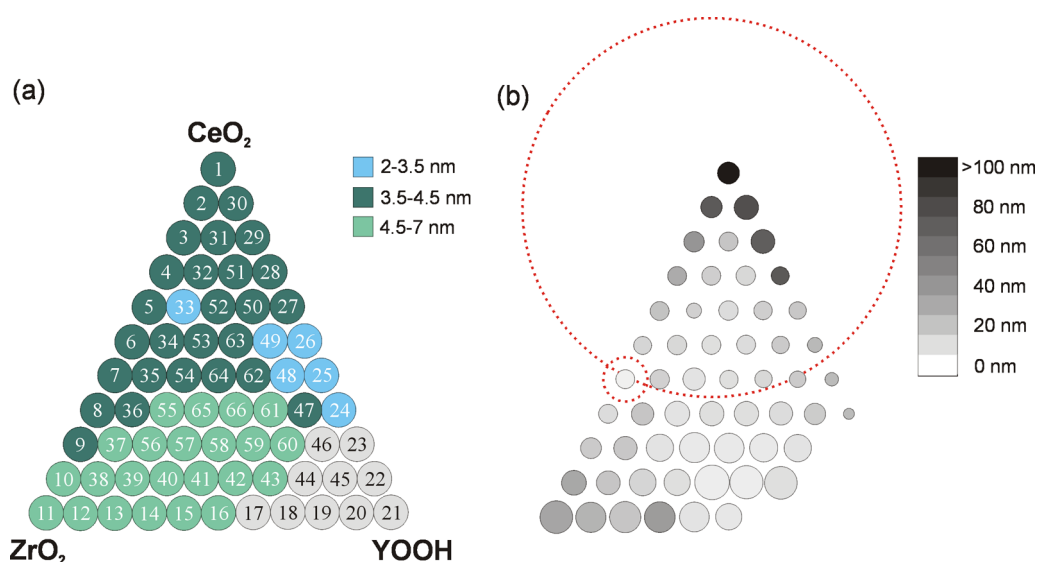 (a)
(b)
CeO2
1
2 30
3 31 29
4 32 51 28
5 33 52 50 27
6 34 53 63 49 26
7 35 54 64 62 48 25
8 36 55 65 66 61 47 24
9 37 56 57 58 59 60 46 23
10 38 39 40 41 42 43 44 45 22
11 12 13 14 15 16 17 18 19 20 21
ZrO2
YOOH
2-3.5 nm
3.5-4.5 nm
4.5-7 nm
>100 nm
80 nm
60 nm
40 nm
20 nm
0 nm